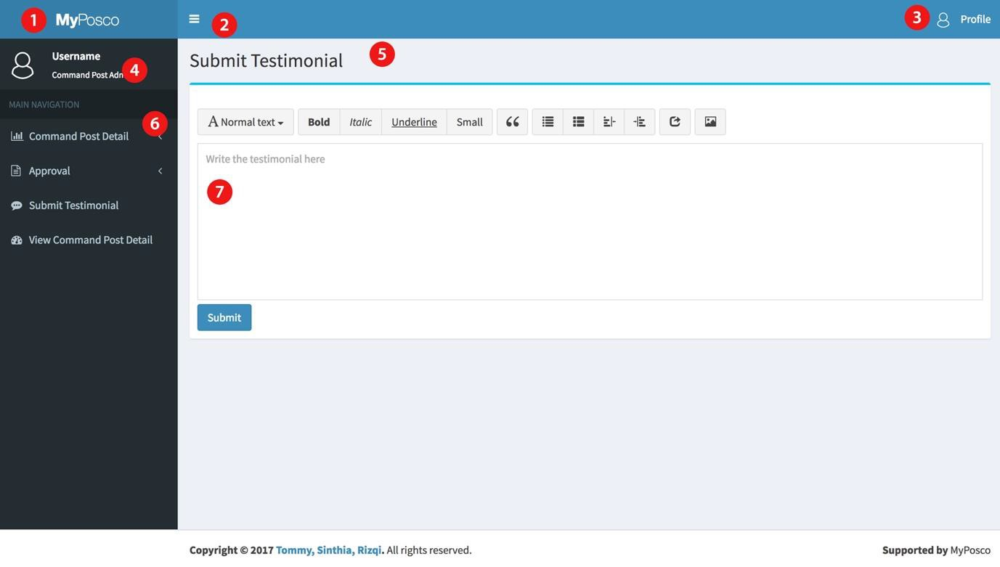 1 MyPosco
2
3 Profile
Username
Command Post Adn
4
5
Submit Testimonial
MAIN NAVIGATION
6
Command Post Detail
Approval
Submit Testimonial
View Command Post Detail
A Normal text Bold Italic Underline Small
Write the testimonial here
7
Submit
Copyright © 2017 Tommy, Sinthia, Rizqi. All rights reserved.
Supported by MyPosco